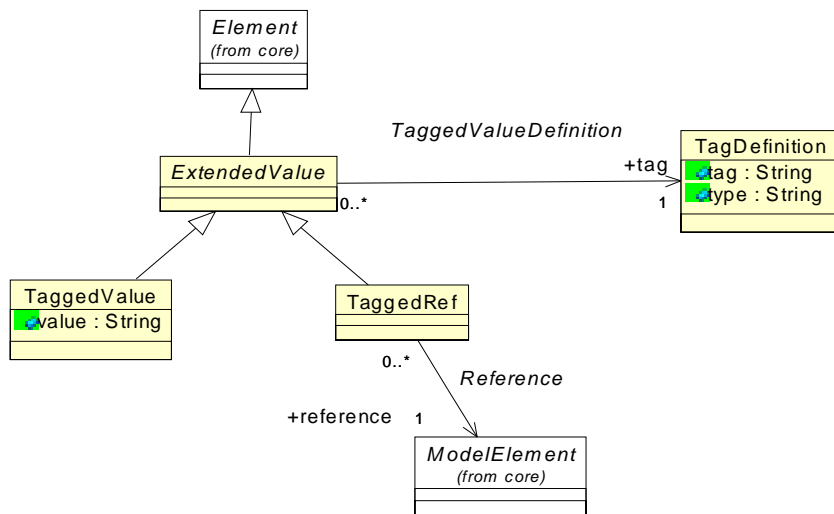 Element
(from core)
TaggedValueDefinition
TagDefinition
tag : String
type : String
ExtendedValue
+tag
0..*
1
TaggedValue
value : String
TaggedRef
0..*
Reference
+reference
1
ModelElement
(from core)